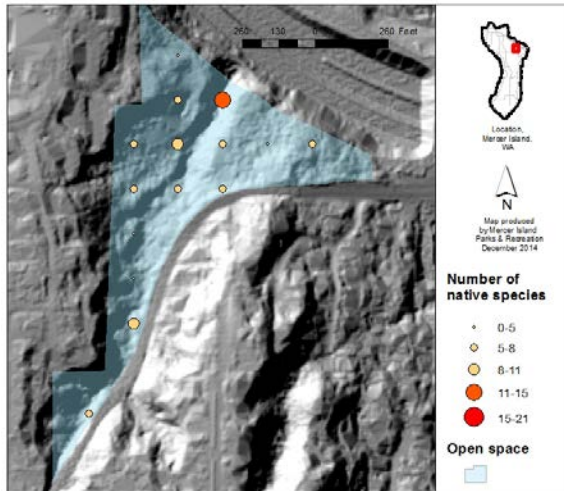 260 130 0 260 Feet
Location,
Mercer Island,
WA
N
Map produced
by Mercer Island
Parks & Recreation
December 2014
Number of
native species
0-5
5-8
8-11
11-15
15-21
Open space